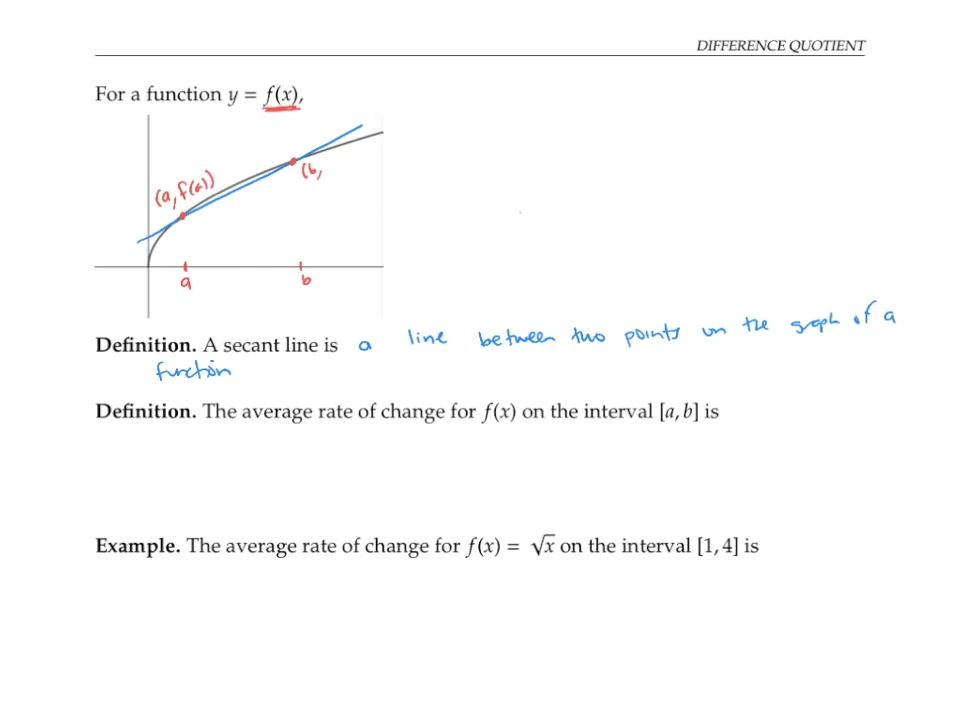 DIFFERENCE QUOTIENT
For a function y = f(x),
(a, f(a))
(b,
a
b
Definition. A secant line is a line between two points on the graph of a
function
Definition. The average rate of change for f(x) on the interval [a, b] is
Example. The average rate of change for f(x) = √x on the interval [1, 4] is